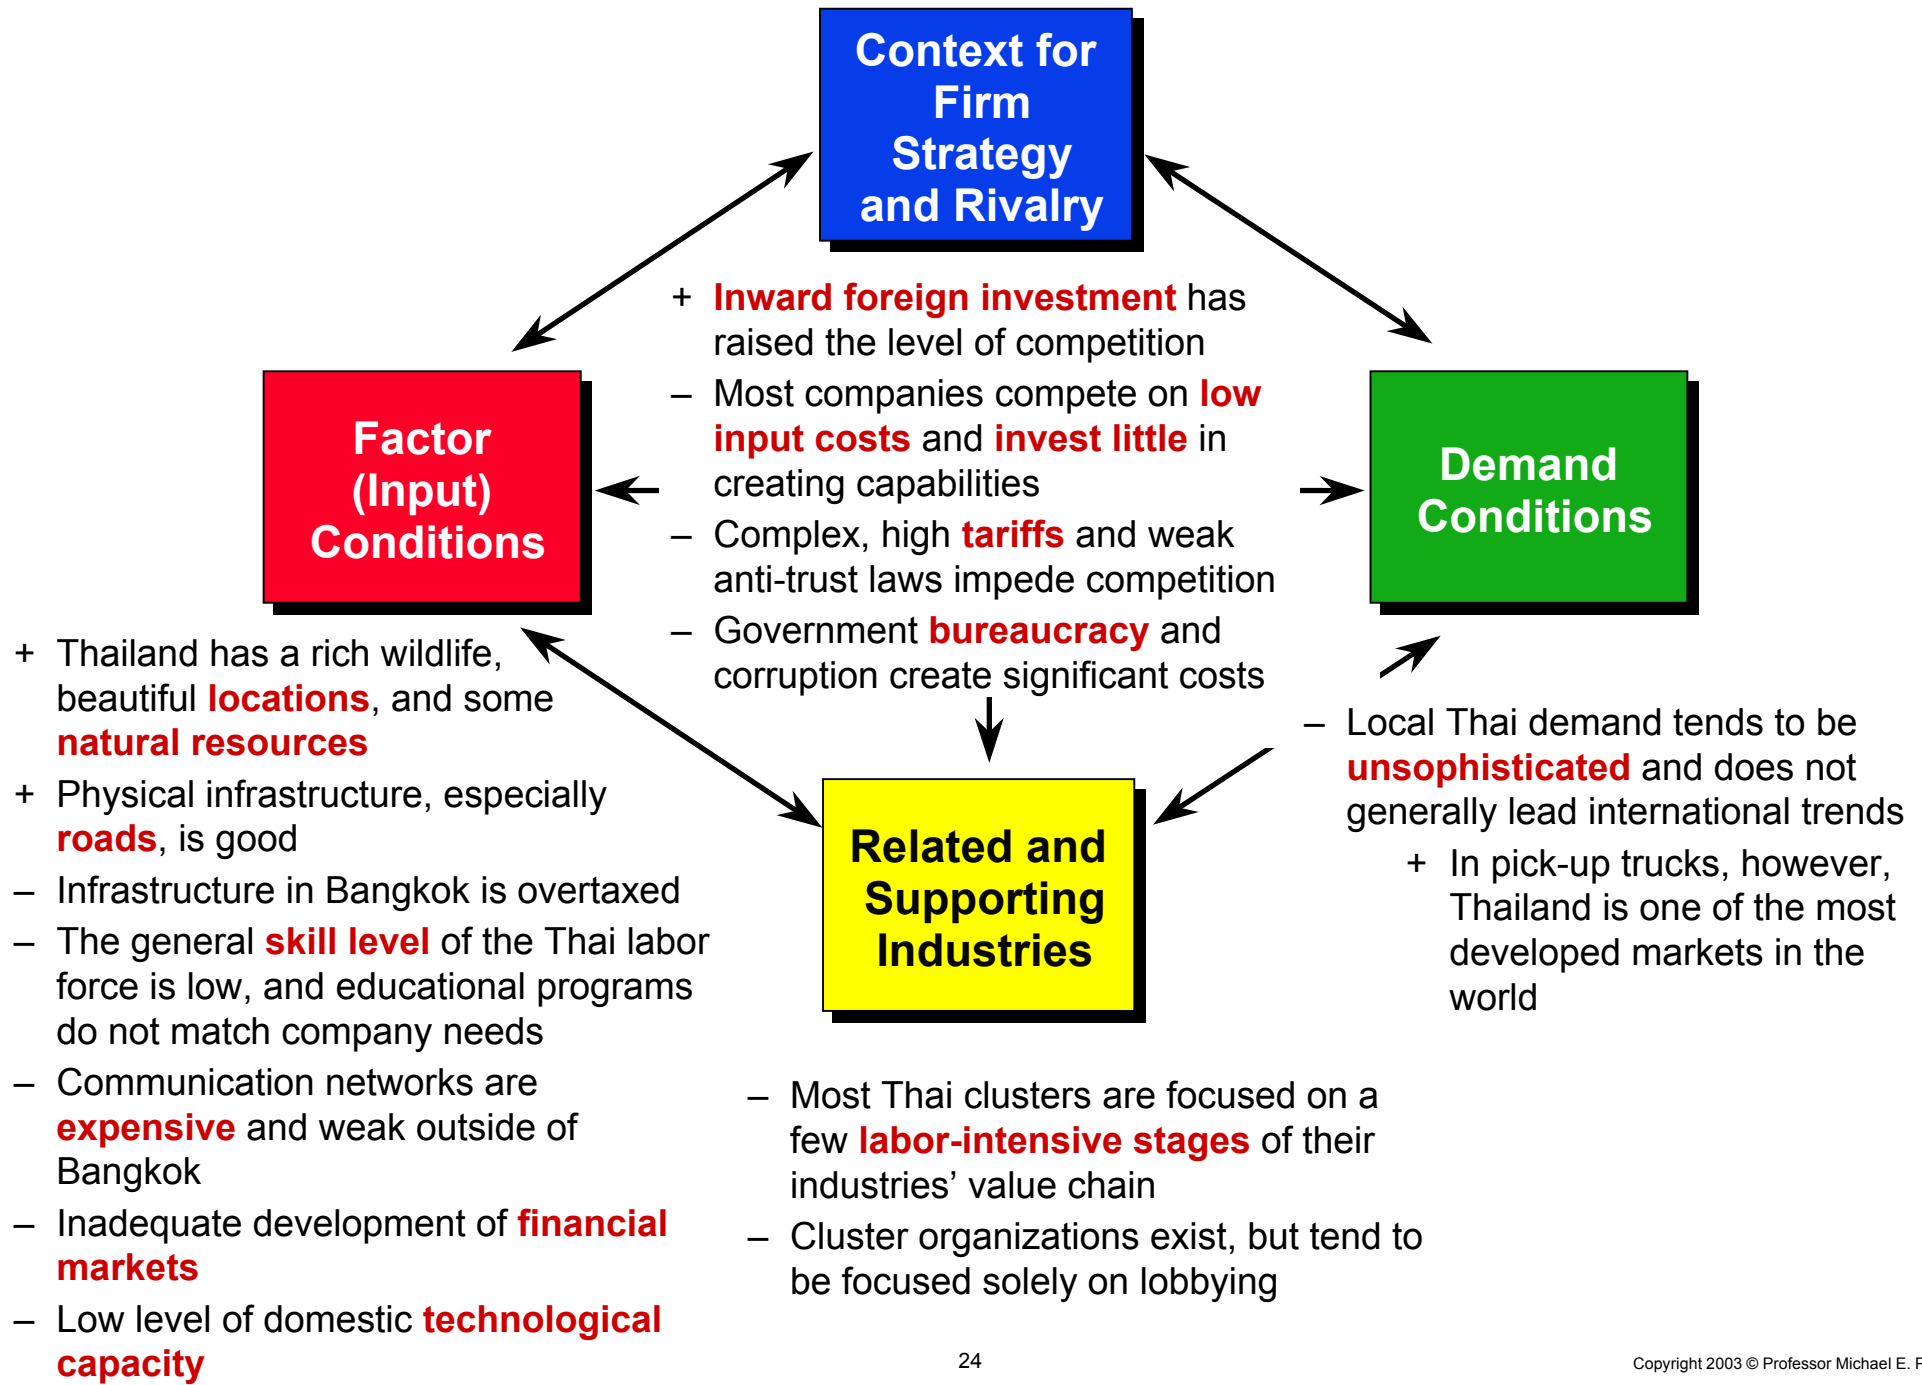 Context for
Firm
Strategy
and Rivalry
+ Inward foreign investment has
raised the level of competition
– Most companies compete on low
input costs and invest little in
creating capabilities
– Complex, high tariffs and weak
anti-trust laws impede competition
– Government bureaucracy and
corruption create significant costs
Factor
(Input)
Conditions
Demand
Conditions
+ Thailand has a rich wildlife,
beautiful locations, and some
natural resources
+ Physical infrastructure, especially
roads, is good
– Infrastructure in Bangkok is overtaxed
– The general skill level of the Thai labor
force is low, and educational programs
do not match company needs
– Communication networks are
expensive and weak outside of
Bangkok
– Inadequate development of financial
markets
– Low level of domestic technological
capacity
Related and
Supporting
Industries
– Most Thai clusters are focused on a
few labor-intensive stages of their
industries’ value chain
– Cluster organizations exist, but tend to
be focused solely on lobbying
– Local Thai demand tends to be
unsophisticated and does not
generally lead international trends
+ In pick-up trucks, however,
Thailand is one of the most
developed markets in the
world
24
Copyright 2003 © Professor Michael E.